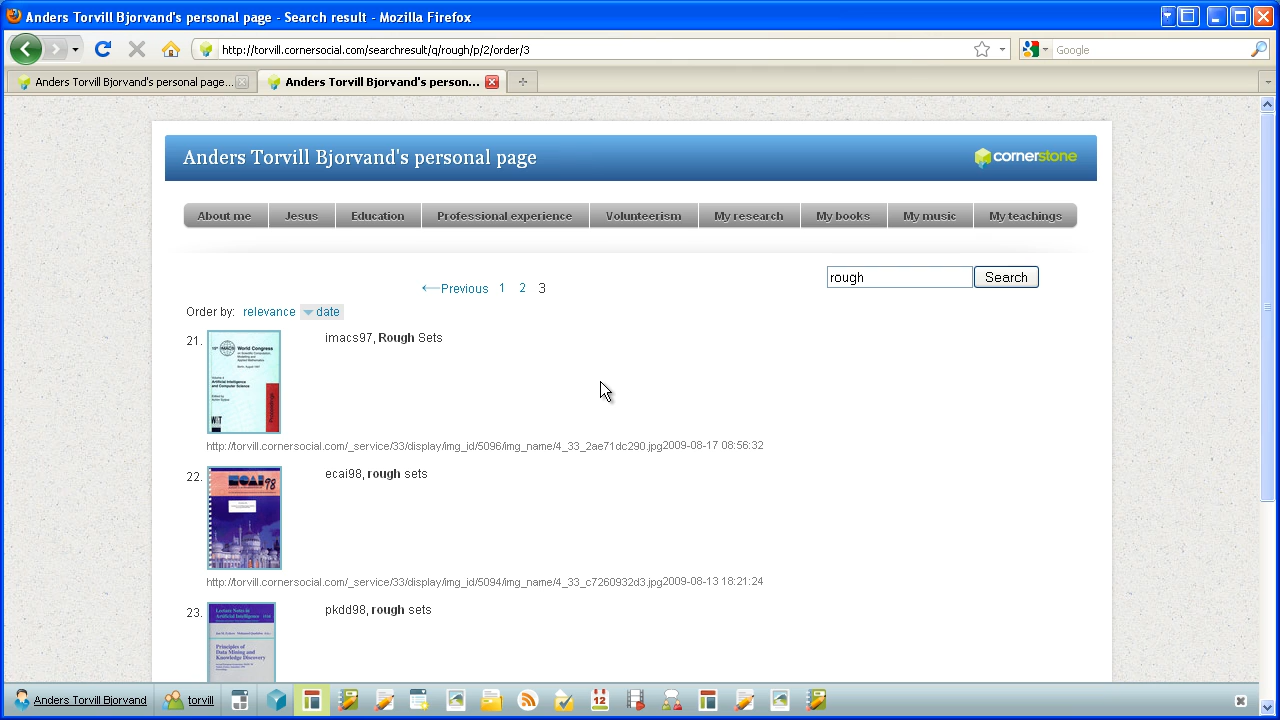 Anders Torvill Bjorvand's personal page - Search result - Mozilla Firefox
http://torvill.cornersocial.com/searchresult/q/rough/p/2/order/3
Google
Anders Torvill Bjorvand's personal page...
Anders Torvill Bjorvand's person...
Anders Torvill Bjorvand's personal page
cornerstone
About me
Jesus
Education
Professional experience
Volunteerism
My research
My books
My music
My teachings
rough
Search
Previous 1 2 3
Order by: relevance date
21.
imacs97, Rough Sets
World Congress
Artificial Intelligence
and Computer Science
Proceedings
http://torvill.cornersocial.com/_service/33/display/img_id/5096/img_name/4_33_2ae71dc290.jpg2009-08-17 08:56:32
22.
ecai98, rough sets
ECAI 98
http://torvill.cornersocial.com/_service/33/display/img_id/5094/img_name/4_33_c7260932d3.jpg2009-08-13 18:21:24
23.
pkdd98, rough sets
Lecture Notes in
Artificial Intelligence
Principles of
Data Mining and
Knowledge Discovery
Anders Torvill Bjorvand
torvill
12